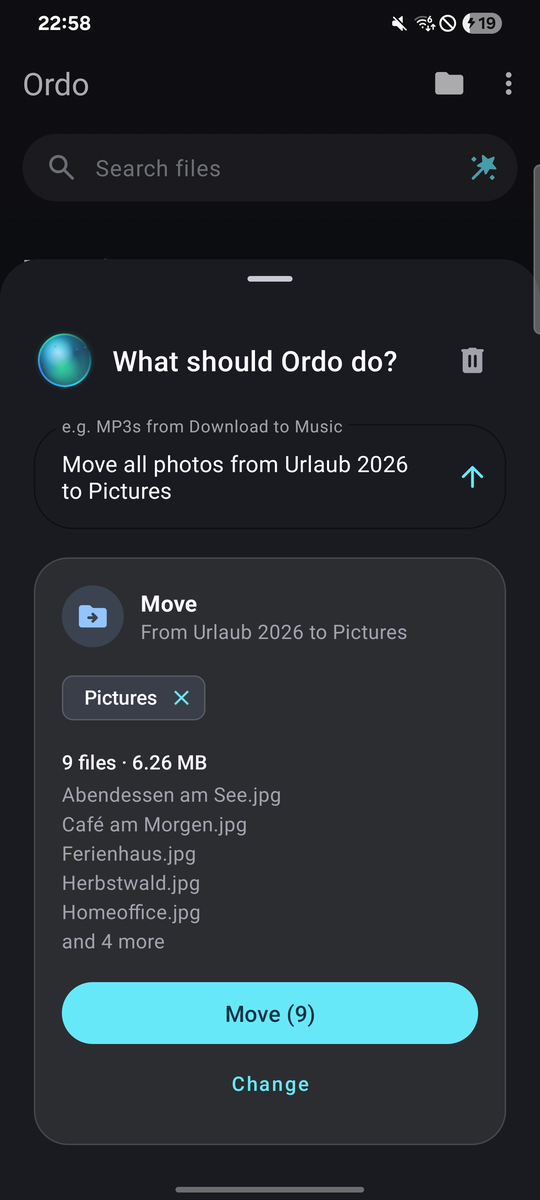 22:58
19
Ordo
Search files
What should Ordo do?
e.g. MP3s from Download to Music
Move all photos from Urlaub 2026
to Pictures
Move
From Urlaub 2026 to Pictures
Pictures
9 files · 6.26 MB
Abendessen am See.jpg
Café am Morgen.jpg
Ferienhaus.jpg
Herbstwald.jpg
Homeoffice.jpg
and 4 more
Move (9)
Change